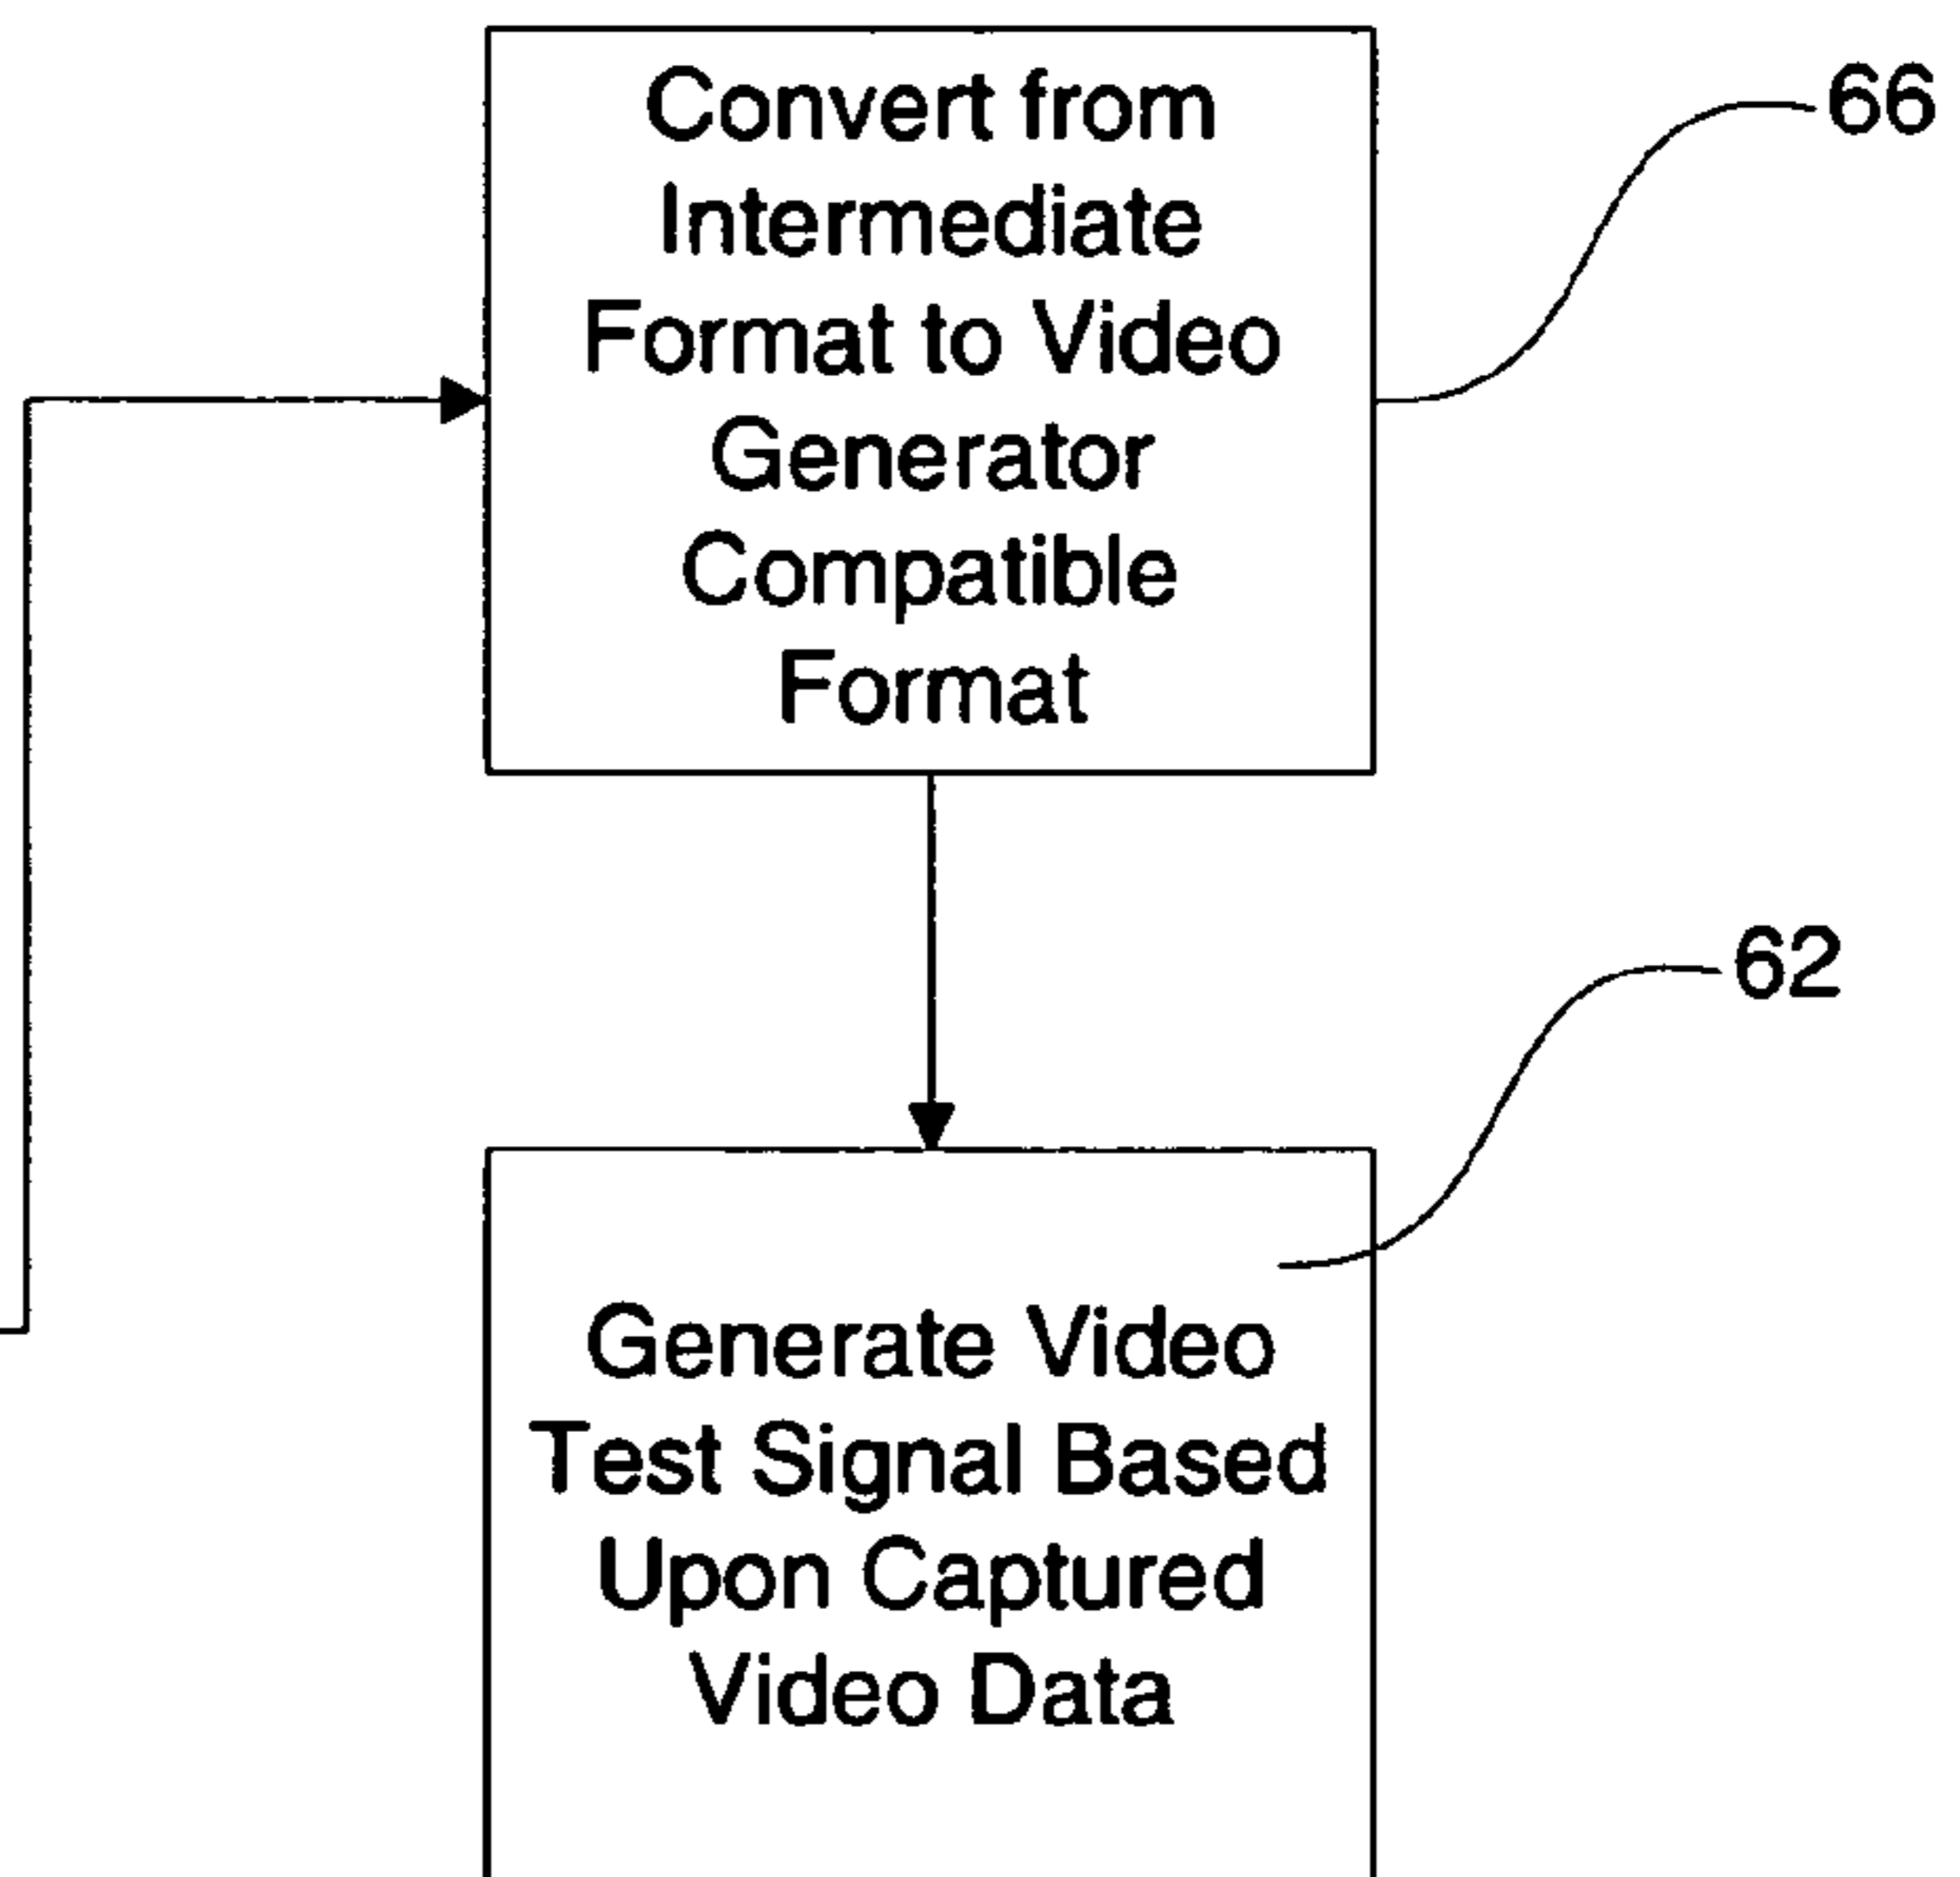 Convert from
Intermediate
Format to Video
Generator
Compatible
Format
66
62
Generate Video
Test Signal Based
Upon Captured
Video Data